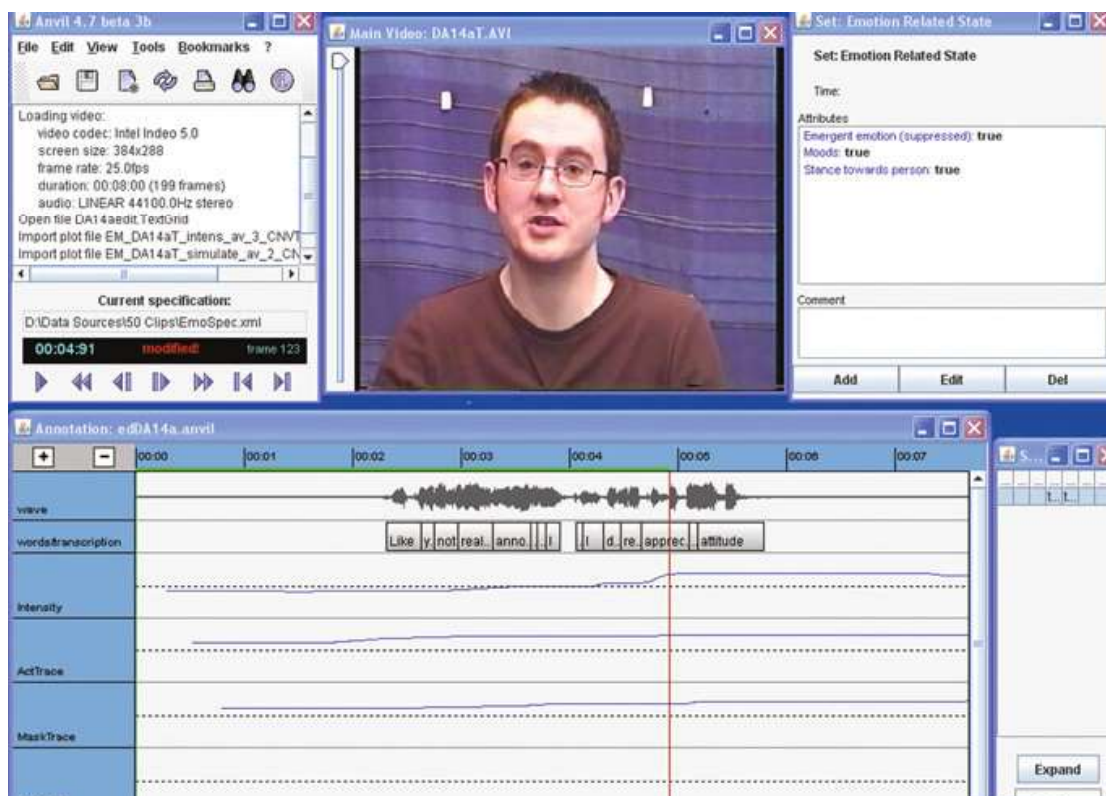 Anvil 4.7 beta 3b
File Edit View Tools Bookmarks ?
Loading video:
video codec: Intel Indeo 5.0
screen size: 384x288
frame rate: 25.0fps
duration: 00:08:00 (199 frames)
audio: LINEAR 44100.0Hz stereo
Open file DA14aedit.TextGrid
Import plot file EM_DA14aT_intens_av_3_CNVT
Import plot file EM_DA14aT_simulate_av_2_CN
Current specification:
D:\Data Sources\50 Clips\EmoSpec.xml
00:04:91 modified! frame 123
Main Video: DA14aT.AVI
Set: Emotion Related State
Set: Emotion Related State
Time:
Attributes
Emergent emotion (suppressed): true
Moods: true
Stance towards person: true
Comment
Add Edit Del
Annotation: edDA14a.anvil
+ - 00:00 00:01 00:02 00:03 00:04 00:05 00:06 00:07
wave
words&transcription Like y. not real.. anno. .. I . I d.. re.. apprec. .. attitude
Intensity
ActTrace
MaskTrace
S...
t... t...
Expand